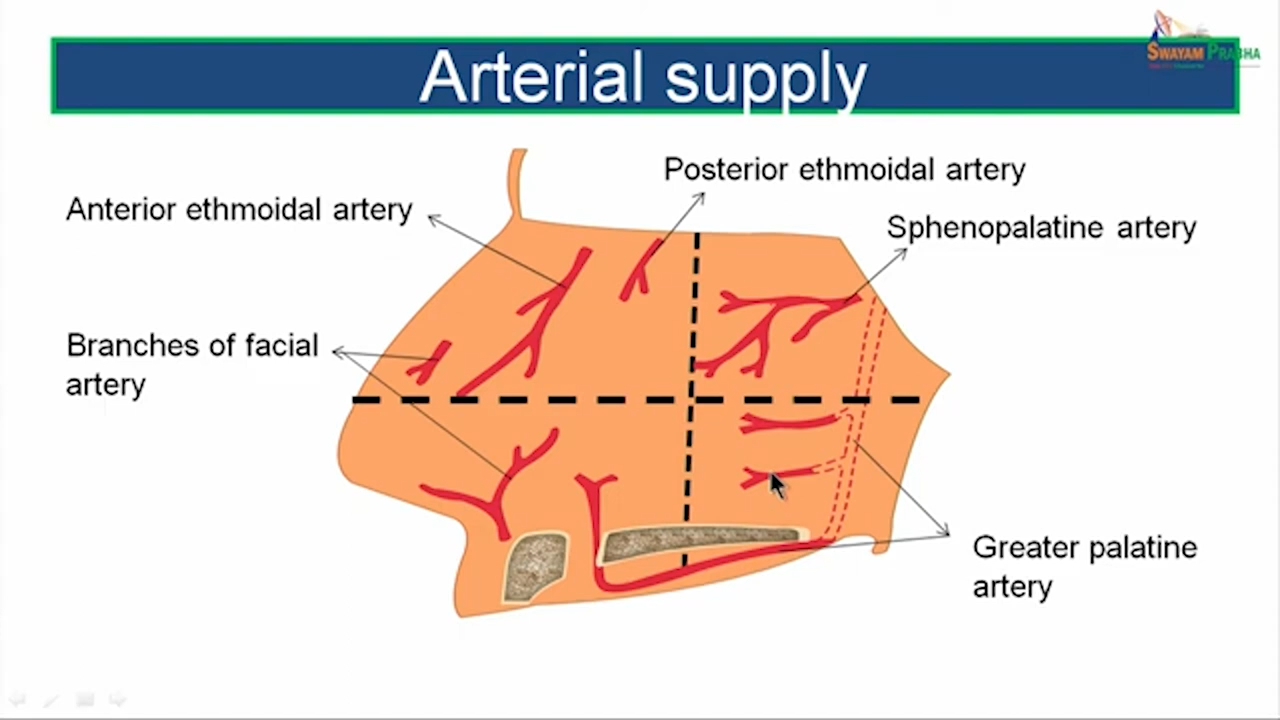 SWAYAM PRABHA
Arterial supply
Posterior ethmoidal artery
Anterior ethmoidal artery
Sphenopalatine artery
Branches of facial
artery
Greater palatine
artery